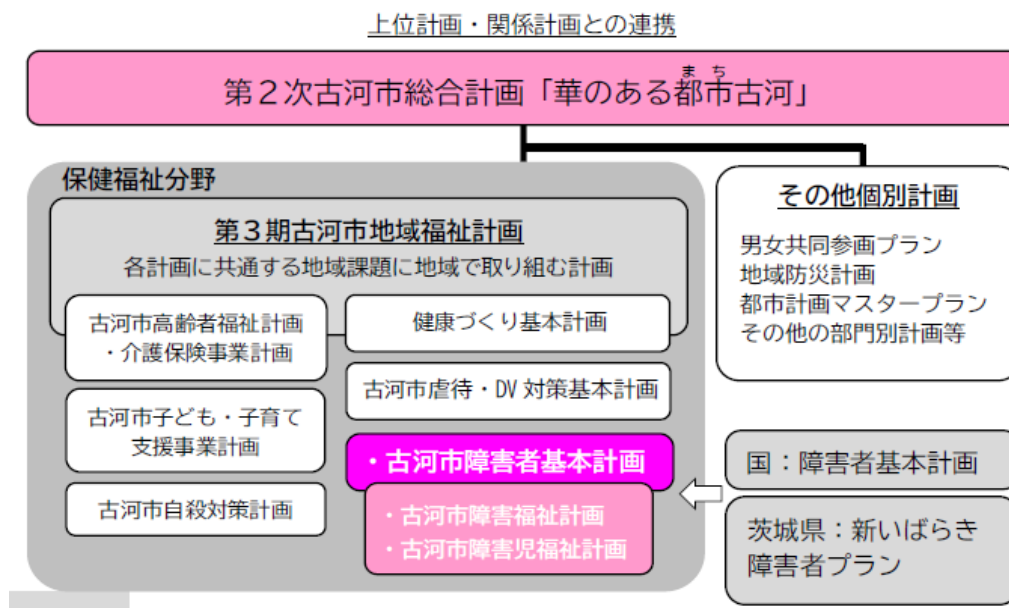 上位計画・関係計画との連携
まち
第２次古河市総合計画「華のある都市古河」
保健福祉分野
第３期古河市地域福祉計画
各計画に共通する地域課題に地域で取り組む計画
古河市高齢者福祉計画
・介護保険事業計画
健康づくり基本計画
古河市子ども・子育て
支援事業計画
古河市虐待・DV 対策基本計画
古河市自殺対策計画
・古河市障害者基本計画
・古河市障害福祉計画
・古河市障害児福祉計画
その他個別計画
男女共同参画プラン
地域防災計画
都市計画マスタープラン
その他の部門別計画等
国：障害者基本計画
茨城県：新いばらき
障害者プラン